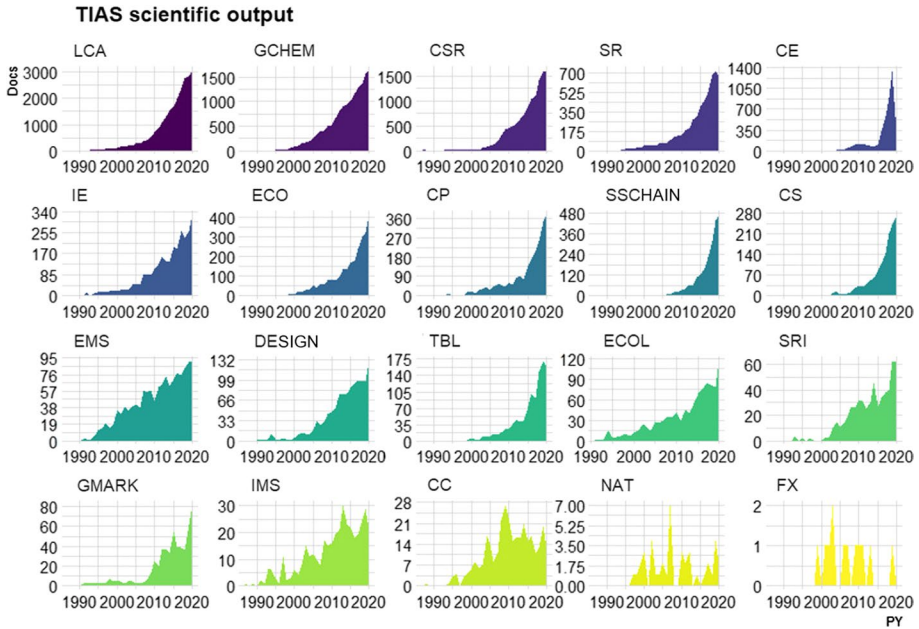 TIAS scientific output
LCA GCHEM CSR SR CE
Docs
3000 1500 1500 700 1400
2000 1000 1000 525 1050
1000 500 500 350 700
175 350
0 0 0 0 0
1990 2000 2010 2020 1990 2000 2010 2020 1990 2000 2010 2020 1990 2000 2010 2020 1990 2000 2010 2020
IE ECO CP SSCHAIN CS
340 400 360 480 280
255 300 270 360 210
170 200 180 240 140
85 100 90 120 70
0 0 0 0 0
1990 2000 2010 2020 1990 2000 2010 2020 1990 2000 2010 2020 1990 2000 2010 2020 1990 2000 2010 2020
EMS DESIGN TBL ECOL SRI
95 132 175 120 60
76 99 140 90 40
57 66 105 60 20
38 33 70 30 0
19 0 35 0
0 0
1990 2000 2010 2020 1990 2000 2010 2020 1990 2000 2010 2020 1990 2000 2010 2020 1990 2000 2010 2020
GMARK IMS CC NAT FX
80 30 28 7.00 2
60 20 21 5.25 1
40 10 14 3.50 0
20 0 7 1.75
0 0 0.00
1990 2000 2010 2020 1990 2000 2010 2020 1990 2000 2010 2020 1990 2000 2010 2020 1990 2000 2010 2020
PY